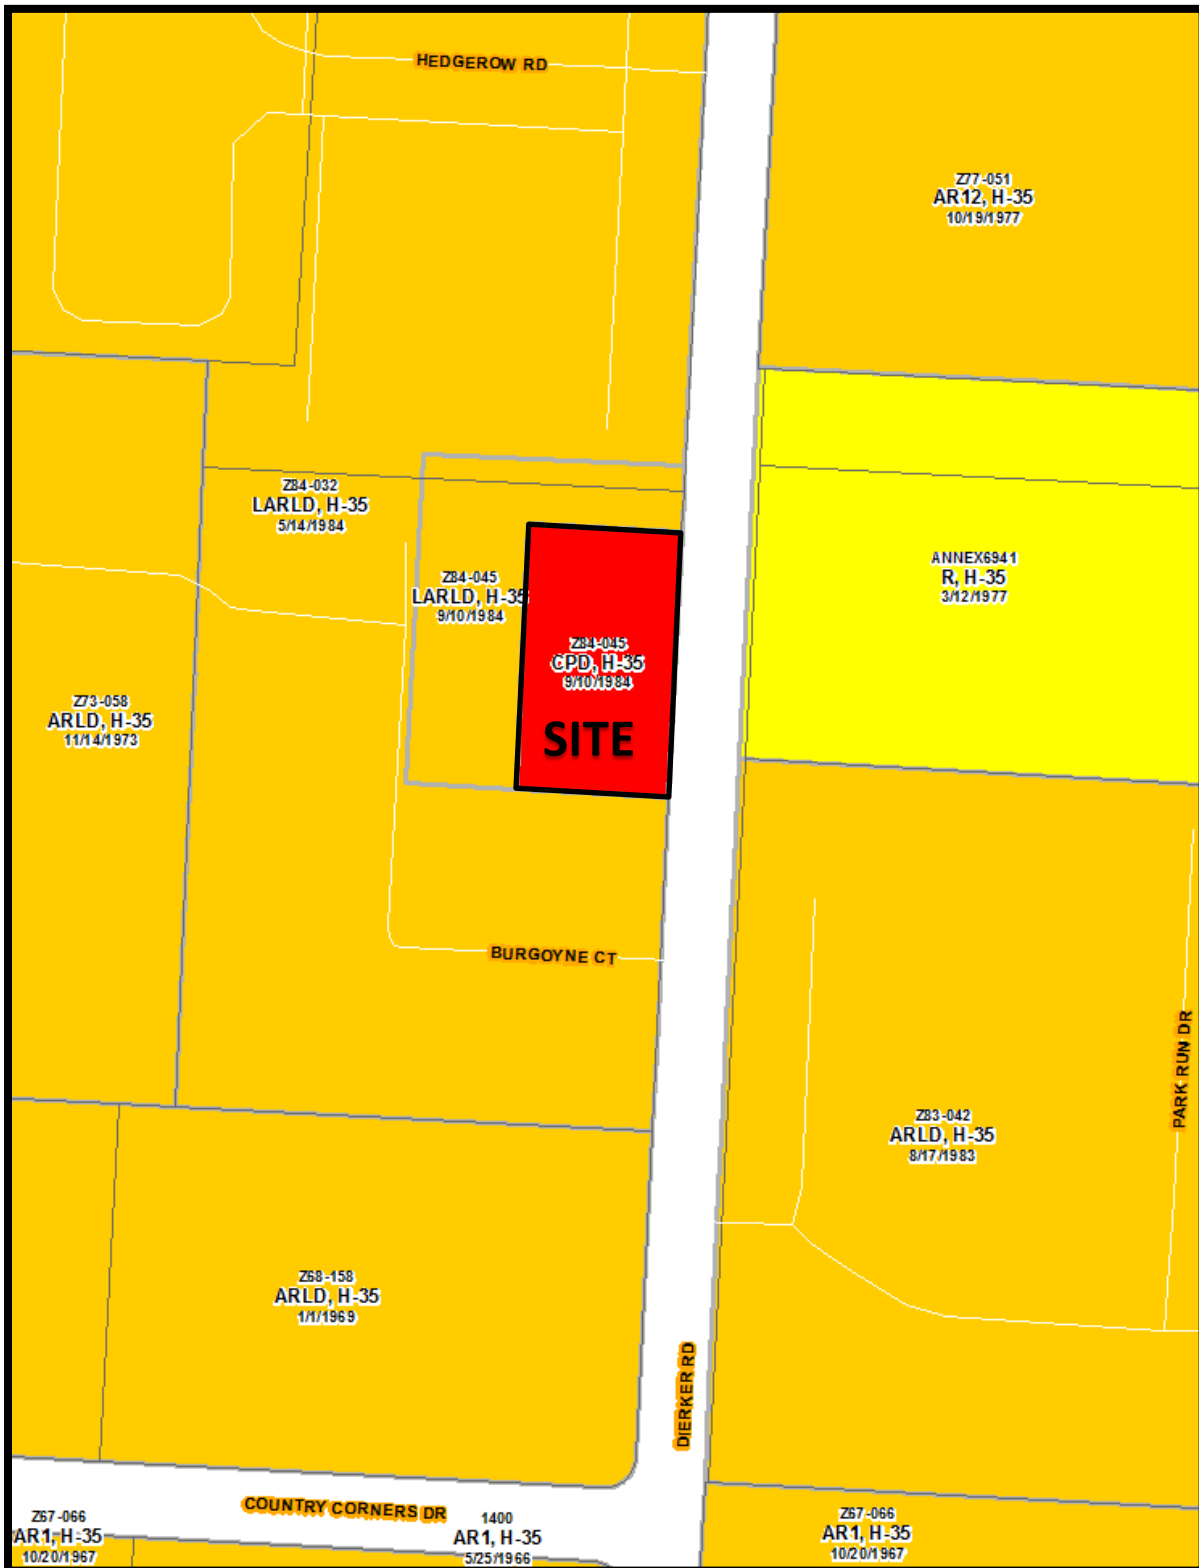 HEDGEROW RD
Z77-051
AR12, H-35
10/19/1977
Z84-032
LARLD, H-35
5/14/1984
ANNEX6941
R, H-35
3/12/1977
Z84-045
LARLD, H-35
9/10/1984
Z84-045
CPD, H-35
9/10/1984
SITE
Z73-058
ARLD, H-35
11/14/1973
BURGOYNE CT
PARK RUN DR
Z83-042
ARLD, H-35
8/17/1983
Z68-158
ARLD, H-35
1/1/1969
DIERKER RD
COUNTRY CORNERS DR
Z67-066
AR1, H-35
10/20/1967
1400
AR1, H-35
5/25/1966
Z67-066
AR1, H-35
10/20/1967